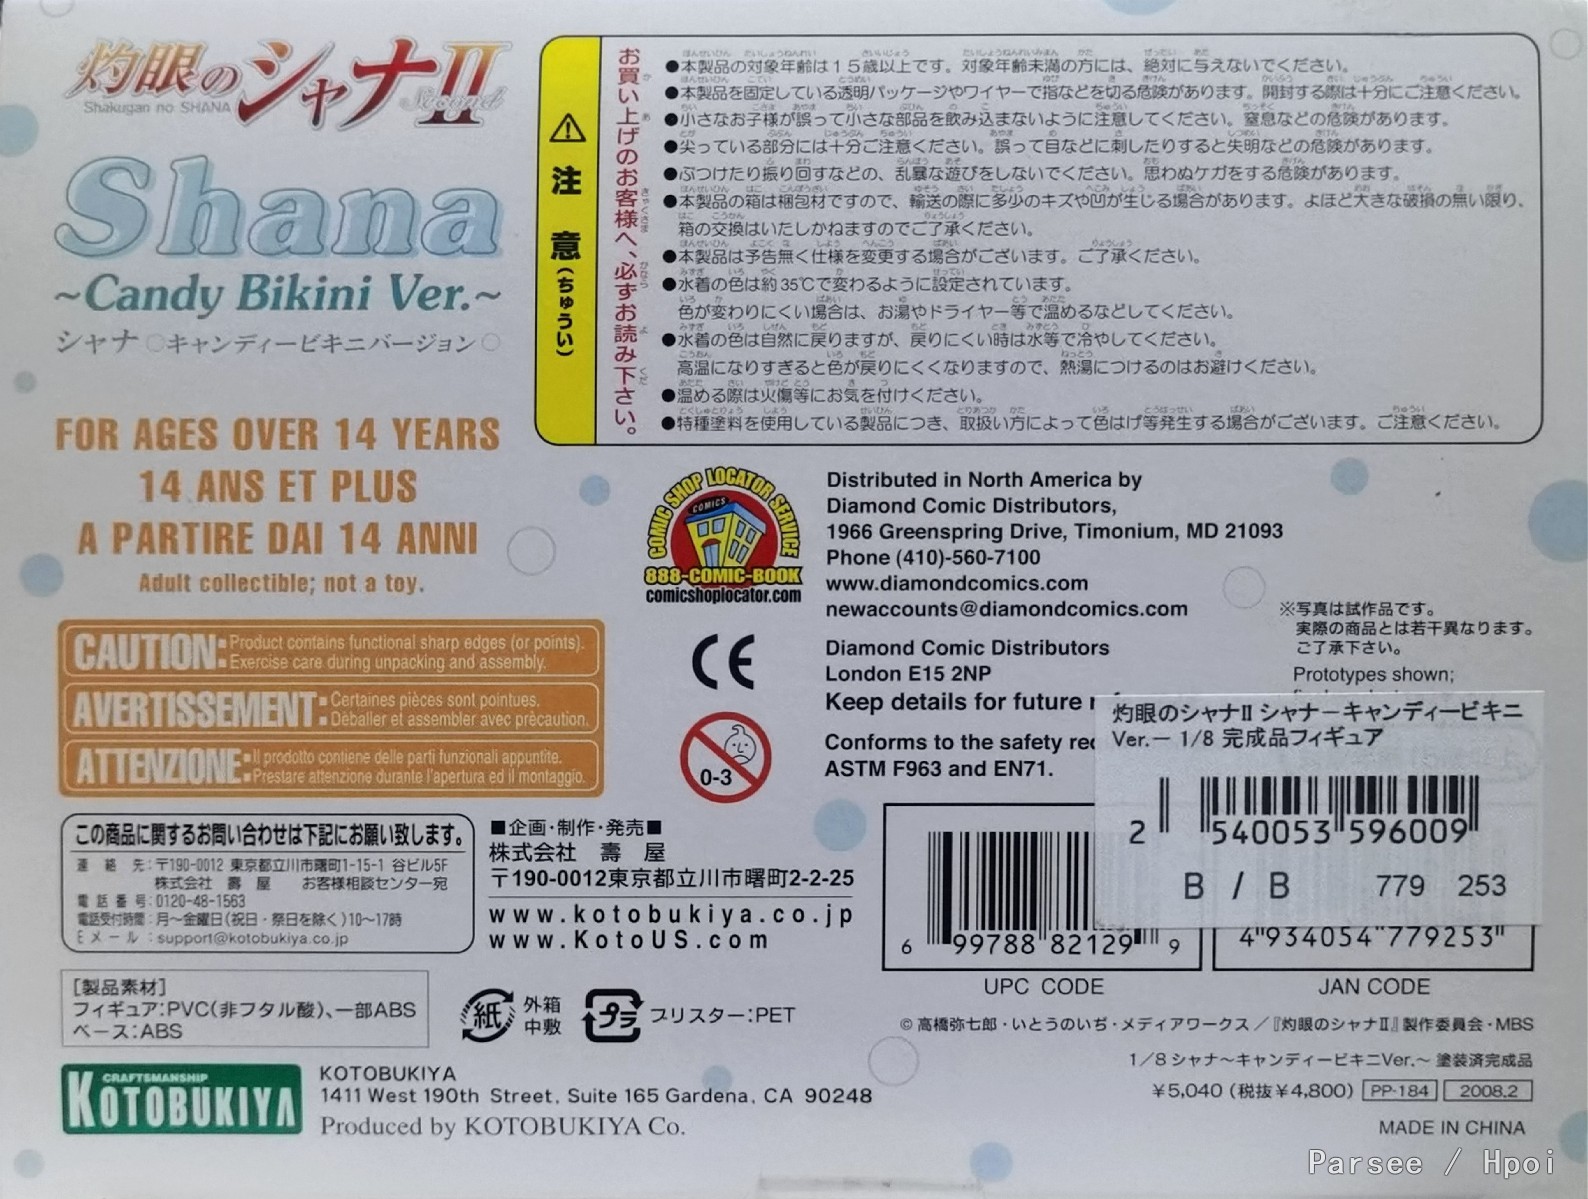 灼眼のシャナⅡ
Shakugan no SHANA
Second
Shana
~Candy Bikini Ver.~
シャナ○キャンディービキニバージョン○
FOR AGES OVER 14 YEARS
14 ANS ET PLUS
A PARTIRE DAI 14 ANNI
Adult collectible; not a toy.
CAUTION: Product contains functional sharp edges (or points).
Exercise care during unpacking and assembly.
AVERTISSEMENT: Certaines pièces sont pointues.
Déballer et assembler avec précaution.
ATTENZIONE: Il prodotto contiene delle parti funzionali appuntite.
Prestare attenzione durante l'apertura ed il montaggio.
注意(ちゅうい)
お買い上げのお客様へ、必ずお読み下さい。
●本製品の対象年齢は15歳以上です。対象年齢未満の方には、絶対に与えないでください。
●本製品を固定している透明パッケージやワイヤーで指などを切る危険があります。開封する際は十分にご注意ください。
●小さなお子様が誤って小さな部品を飲み込まないように注意してください。窒息などの危険があります。
●尖っている部分には十分ご注意ください。誤って目などに刺したりすると失明などの危険があります。
●ぶつけたり振り回すなどの、乱暴な遊びをしないでください。思わぬケガをする危険があります。
●本製品の箱は梱包材ですので、輸送の際に多少のキズや凹が生じる場合があります。よほど大きな破損の無い限り、
箱の交換はいたしかねますのでご了承ください。
●本製品は予告無く仕様を変更する場合がございます。ご了承ください。
●水着の色は約35℃で変わるように設定されています。
色が変わりにくい場合は、お湯やドライヤー等で温めるなどしてください。
●水着の色は自然に戻りますが、戻りにくい時は水等で冷やしてください。
高温になりすぎると色が戻りにくくなりますので、熱湯につけるのはお避けください。
●温める際は火傷等にお気を付けください。
●特種塗料を使用している製品につき、取扱い方によって色はげ等発生する場合がございます。ご注意ください。
COMIC SHOP LOCATOR SERVICE
COMICS
888-COMIC-BOOK
comicshoplocator.com
Distributed in North America by
Diamond Comic Distributors,
1966 Greenspring Drive, Timonium, MD 21093
Phone (410)-560-7100
www.diamondcomics.com
newaccounts@diamondcomics.com
CE
Diamond Comic Distributors
London E15 2NP
Keep details for future
0-3
Conforms to the safety
ASTM F963 and EN71.
※写真は試作品です。
実際の商品とは若干異なります。
ご了承下さい。
Prototypes shown;
灼眼のシャナⅡ シャナーキャンディービキニ
Ver.ー 1/8 完成品フィギュア
2 540053 596009
B / B 779 253
6 99788 82129 9
UPC CODE
4 934054 779253
JAN CODE
この商品に関するお問い合わせは下記にお願い致します。
連絡先:〒190-0012 東京都立川市曙町1-15-1 谷ビル5F
株式会社 壽屋 お客様相談センター宛
電話番号:0120-48-1563
電話受付時間:月～金曜日(祝日・祭日を除く)10～17時
Eメール:support@kotobukiya.co.jp
■企画・制作・発売■
株式会社 壽屋
〒190-0012東京都立川市曙町2-2-25
www.kotobukiya.co.jp
www.KotoUS.com
[製品素材]
フィギュア:PVC(非フタル酸)、一部ABS
ベース:ABS
紙 外箱
中敷
プラ ブリスター:PET
©高橋弥七郎・いとうのいぢ・メディアワークス/『灼眼のシャナⅡ』製作委員会・MBS
1/8 シャナ～キャンディービキニVer.～ 塗装済完成品
¥5,040 (税抜¥4,800) PP-184 2008.2
MADE IN CHINA
CRAFTSMANSHIP
KOTOBUKIYA
KOTOBUKIYA
1411 West 190th Street, Suite 165 Gardena, CA 90248
Produced by KOTOBUKIYA Co.
Parsee / Hpoi